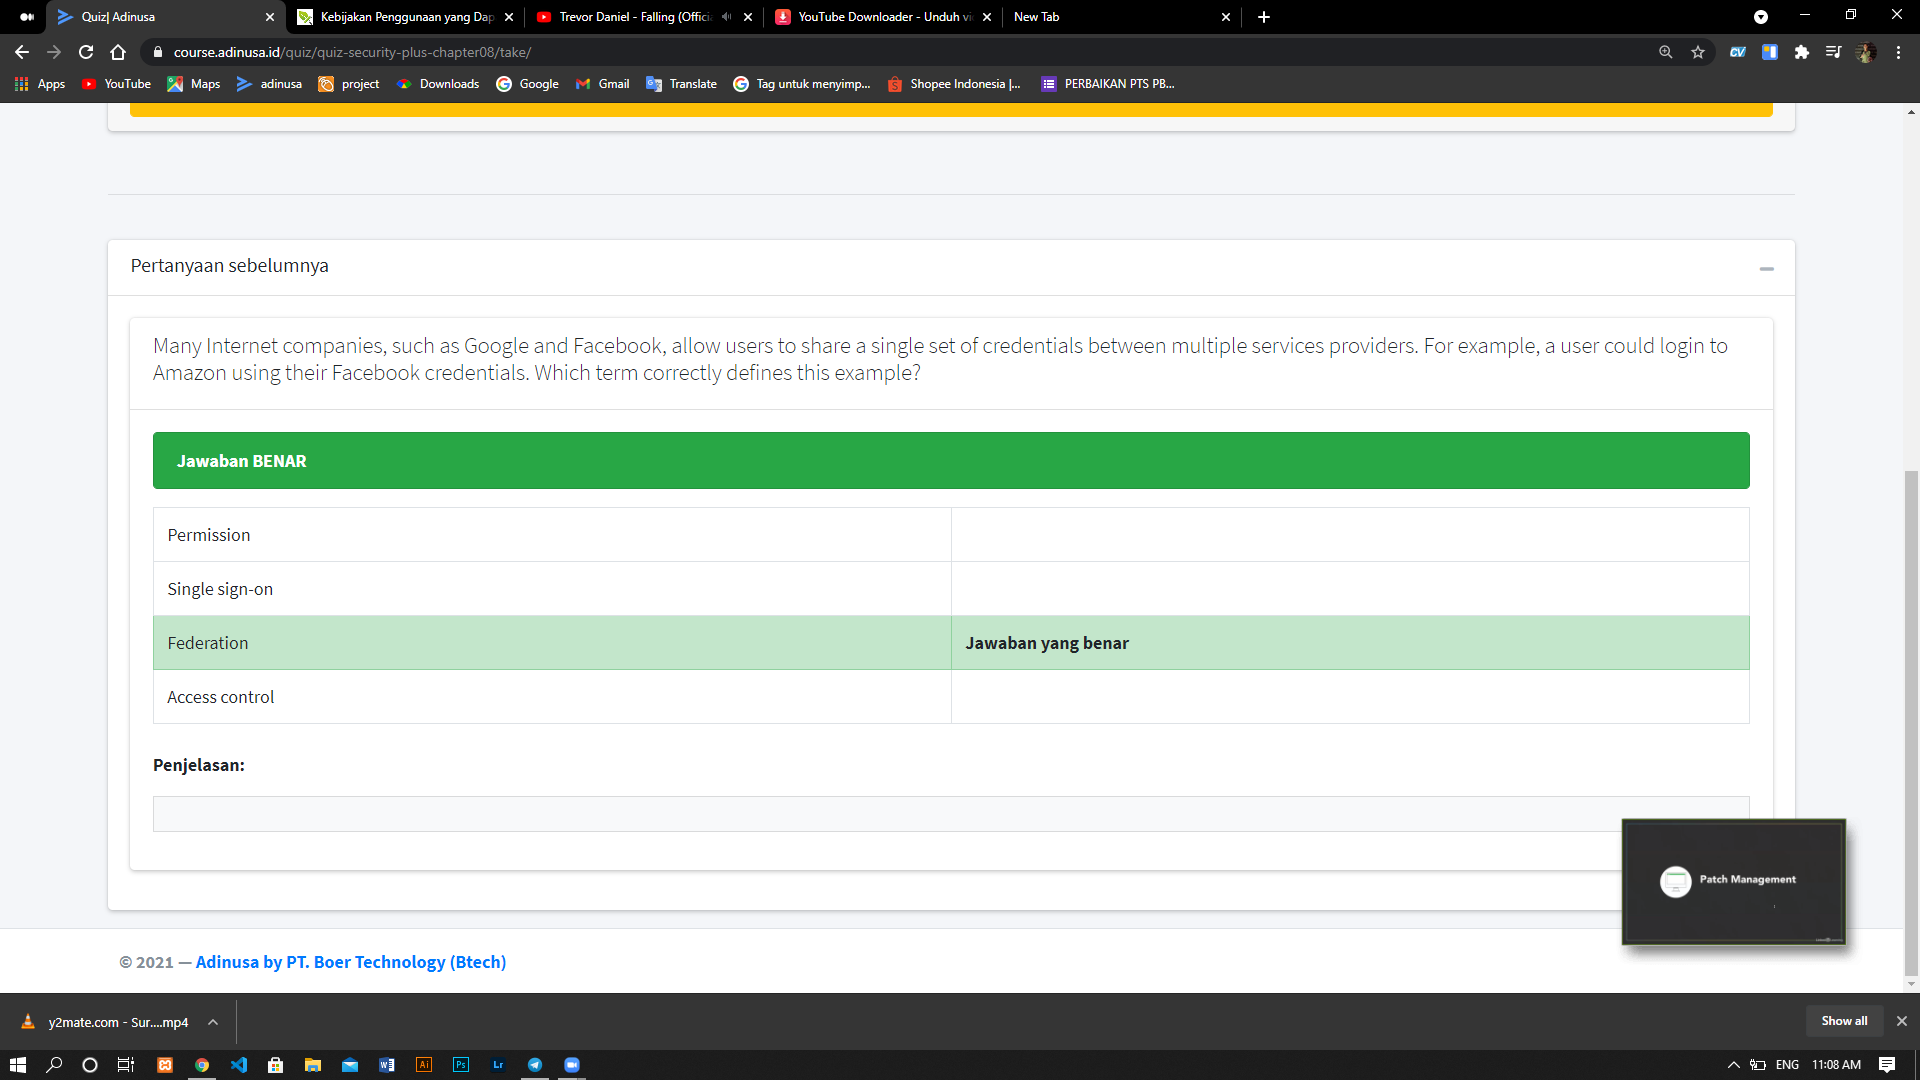 Quiz| Adinusa
Kebijakan Penggunaan yang Dap
Trevor Daniel - Falling (Offici
YouTube Downloader - Unduh vi
New Tab
course.adinusa.id/quiz/quiz-security-plus-chapter08/take/
Apps
YouTube
Maps
adinusa
project
Downloads
Google
Gmail
Translate
Tag untuk menyimp...
Shopee Indonesia |...
PERBAIKAN PTS PB...
Pertanyaan sebelumnya
Many Internet companies, such as Google and Facebook, allow users to share a single set of credentials between multiple services providers. For example, a user could login to
Amazon using their Facebook credentials. Which term correctly defines this example?
Jawaban BENAR
Permission
Single sign-on
Federation
Jawaban yang benar
Access control
Penjelasan:
Patch Management
© 2021 — Adinusa by PT. Boer Technology (Btech)
y2mate.com - Sur....mp4
Show all
Ai
Ps
Lr
ENG
11:08 AM